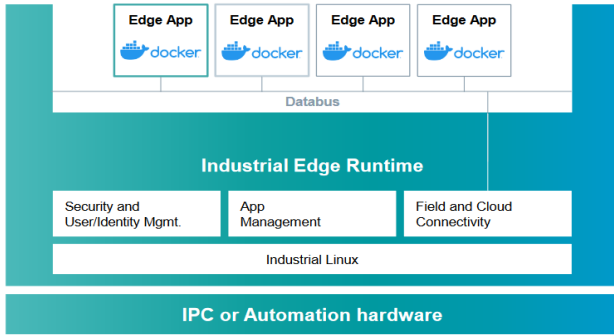 Edge App
docker
Edge App
docker
Edge App
docker
Edge App
docker
Databus
Industrial Edge Runtime
Security and
User/Identity Mgmt.
App
Management
Field and Cloud
Connectivity
Industrial Linux
IPC or Automation hardware